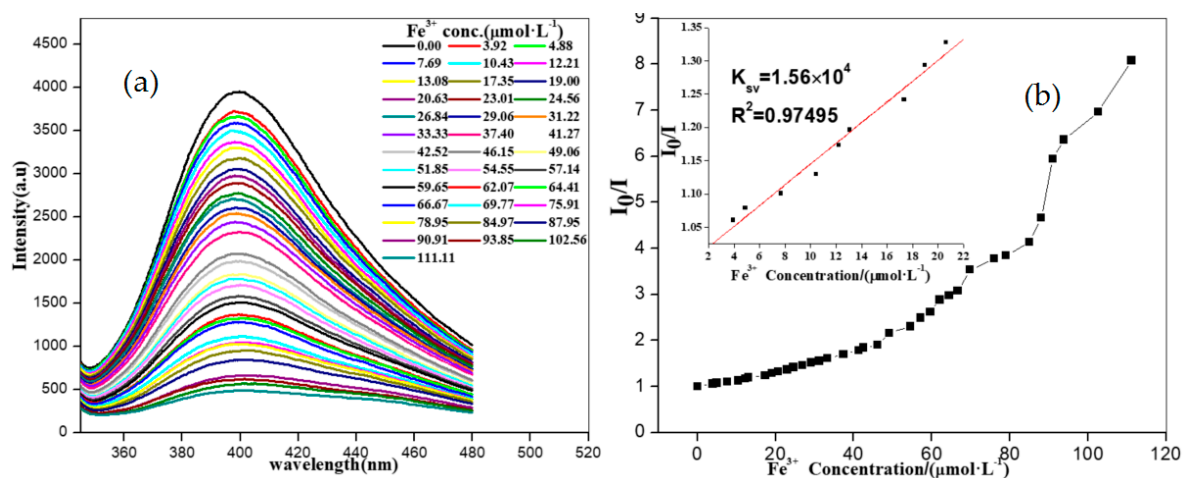 (a)
Fe³⁺ conc.(μmol·L⁻¹)
0.00 3.92 4.88
7.69 10.43 12.21
13.08 17.35 19.00
20.63 23.01 24.56
26.84 29.06 31.22
33.33 37.40 41.27
42.52 46.15 49.06
51.85 54.55 57.14
59.65 62.07 64.41
66.67 69.77 75.91
78.95 84.97 87.95
90.91 93.85 102.56
111.11
Intensity(a.u)
4500
4000
3500
3000
2500
2000
1500
1000
500
0
360 380 400 420 440 460 480 500 520
wavelength(nm)
(b)
I₀/I
9
8
7
6
5
4
3
2
1
0
-10 0 10 20 30 40 50 60 70 80 90 100 110 120
Fe³⁺ Concentration/(μmol·L⁻¹)
K_sv=1.56×10⁴
R²=0.97495
I₀/I
1.35
1.30
1.25
1.20
1.15
1.10
1.05
2 4 6 8 10 12 14 16 18 20 22
Fe³⁺ Concentration/(μmol·L⁻¹)